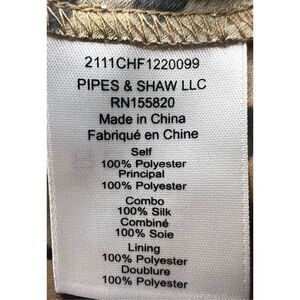 2111CHF1220099
PIPES & SHAW LLC
RN155820
Made in China
Fabriqué en Chine
Self
100% Polyester
Principal
100% Polyester
Combo
100% Silk
Combiné
100% Soie
Lining
100% Polyester
Doublure
100% Polyester